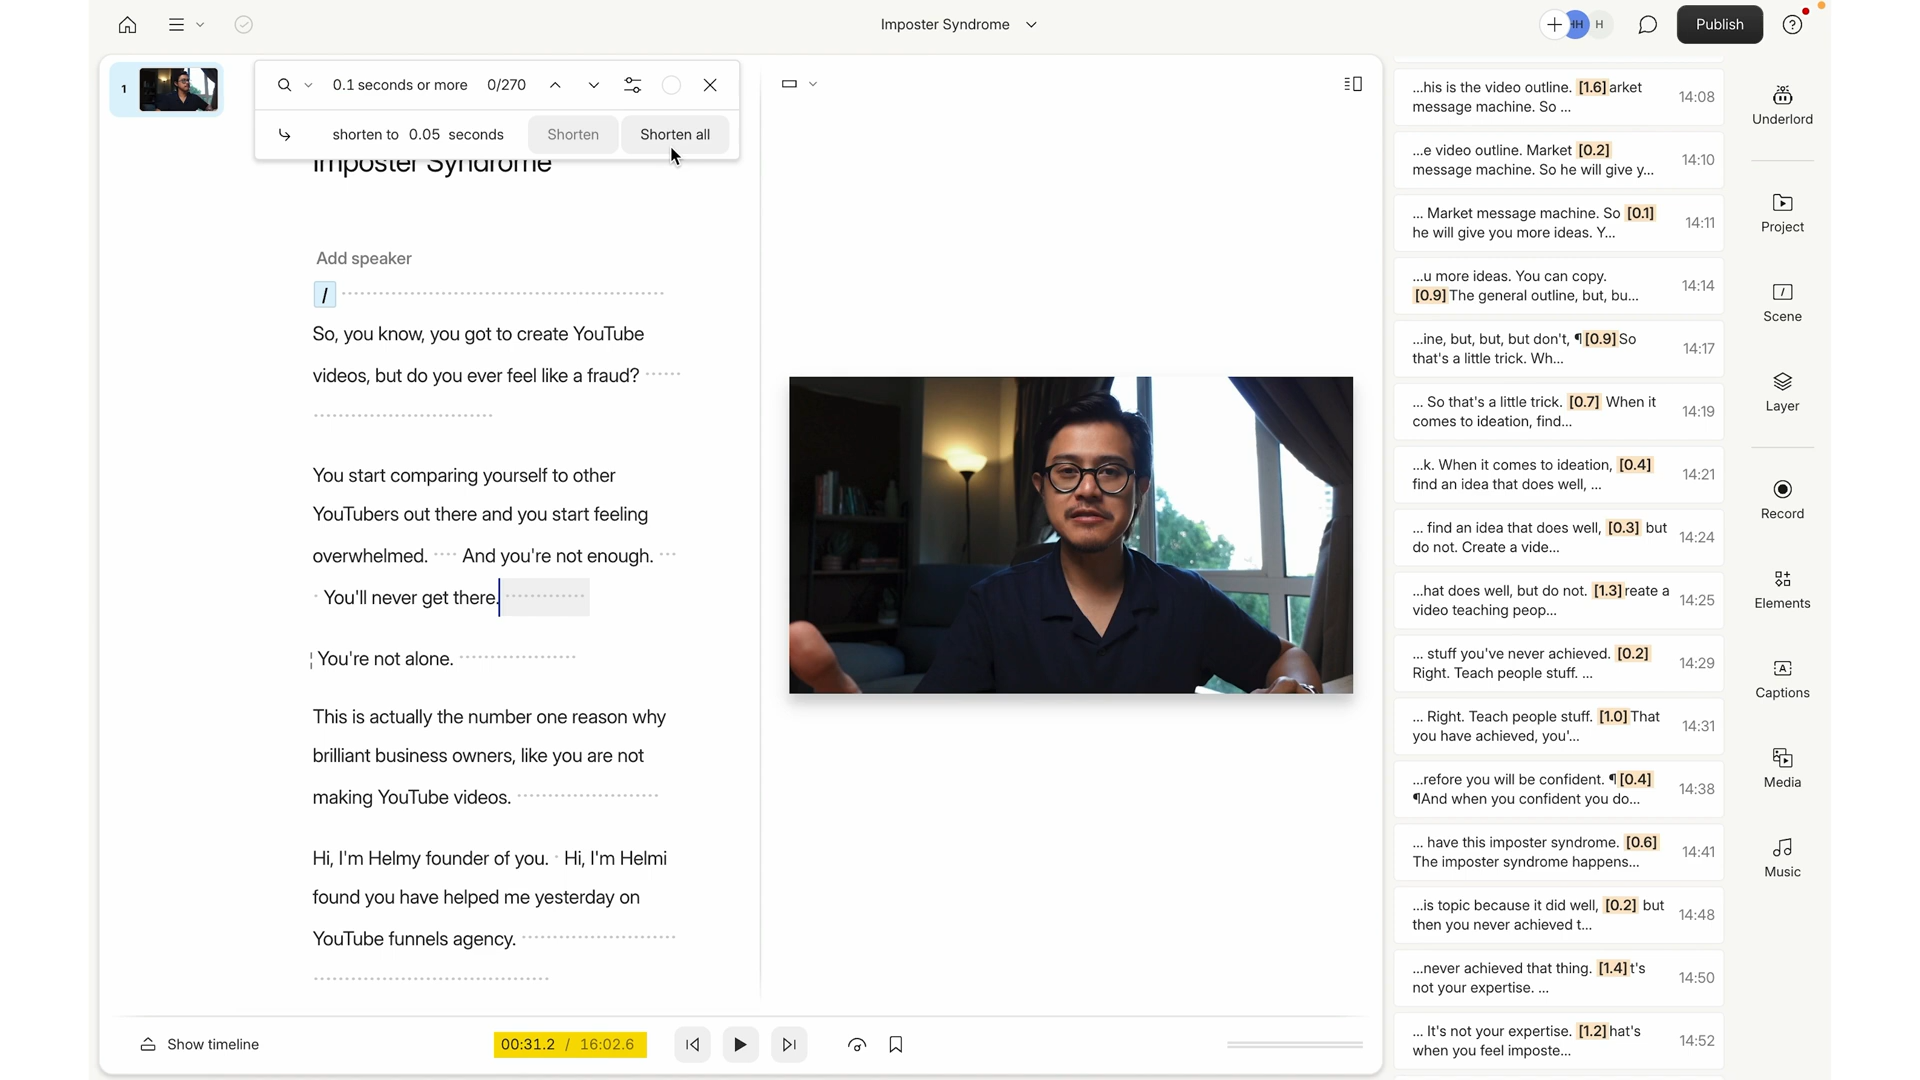 Imposter Syndrome
HH
H
Publish
1
0.1 seconds or more
0/270
shorten to 0.05 seconds
Shorten
Shorten all
Imposter Syndrome
Add speaker
/
So, you know, you got to create YouTube
videos, but do you ever feel like a fraud?
You start comparing yourself to other
YouTubers out there and you start feeling
overwhelmed. And you're not enough.
You'll never get there.
You're not alone.
This is actually the number one reason why
brilliant business owners, like you are not
making YouTube videos.
Hi, I'm Helmy founder of you. Hi, I'm Helmi
found you have helped me yesterday on
YouTube funnels agency.
Show timeline
00:31.2 / 16:02.6
...his is the video outline. [1.6] arket
message machine. So ...
14:08
...e video outline. Market [0.2]
message machine. So he will give y...
14:10
... Market message machine. So [0.1]
he will give you more ideas. Y...
14:11
...u more ideas. You can copy.
[0.9] The general outline, but, bu...
14:14
...ine, but, but, but don't, ¶[0.9] So
that's a little trick. Wh...
14:17
... So that's a little trick. [0.7] When it
comes to ideation, find...
14:19
...k. When it comes to ideation, [0.4]
find an idea that does well, ...
14:21
... find an idea that does well, [0.3] but
do not. Create a vide...
14:24
...hat does well, but do not. [1.3] reate a
video teaching peop...
14:25
... stuff you've never achieved. [0.2]
Right. Teach people stuff. ...
14:29
... Right. Teach people stuff. [1.0] That
you have achieved, you'...
14:31
...refore you will be confident. ¶[0.4]
¶And when you confident you do...
14:38
... have this imposter syndrome. [0.6]
The imposter syndrome happens...
14:41
...is topic because it did well, [0.2] but
then you never achieved t...
14:48
...never achieved that thing. [1.4] t's
not your expertise. ...
14:50
... It's not your expertise. [1.2] hat's
when you feel imposte...
14:52
Underlord
Project
Scene
Layer
Record
Elements
Captions
Media
Music